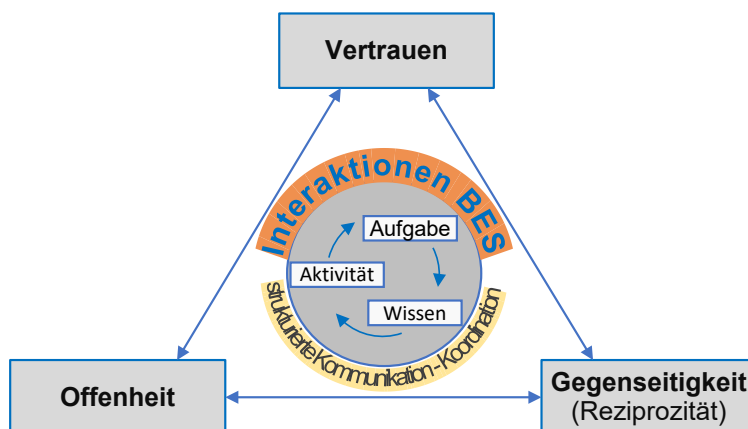 Vertrauen
Interaktionen BES
Aufgabe
Aktivität
Wissen
strukturierte Kommunikation - Koordination
Offenheit
Gegenseitigkeit
(Reziprozität)